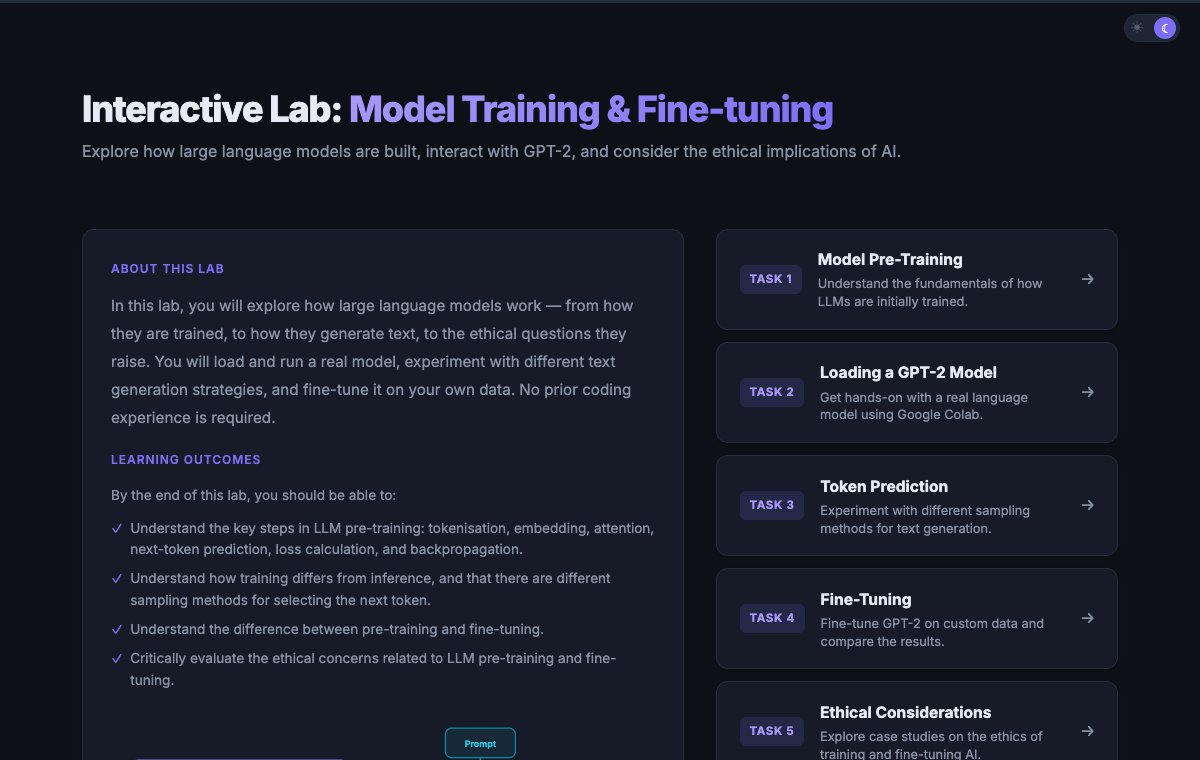 Interactive Lab: Model Training & Fine-tuning
Explore how large language models are built, interact with GPT-2, and consider the ethical implications of AI.
ABOUT THIS LAB
In this lab, you will explore how large language models work — from how
they are trained, to how they generate text, to the ethical questions they
raise. You will load and run a real model, experiment with different text
generation strategies, and fine-tune it on your own data. No prior coding
experience is required.
LEARNING OUTCOMES
By the end of this lab, you should be able to:
✓ Understand the key steps in LLM pre-training: tokenisation, embedding, attention,
next-token prediction, loss calculation, and backpropagation.
✓ Understand how training differs from inference, and that there are different
sampling methods for selecting the next token.
✓ Understand the difference between pre-training and fine-tuning.
✓ Critically evaluate the ethical concerns related to LLM pre-training and fine-
tuning.
Prompt
TASK 1
Model Pre-Training
Understand the fundamentals of how
LLMs are initially trained.
→
TASK 2
Loading a GPT-2 Model
Get hands-on with a real language
model using Google Colab.
→
TASK 3
Token Prediction
Experiment with different sampling
methods for text generation.
→
TASK 4
Fine-Tuning
Fine-tune GPT-2 on custom data and
compare the results.
→
TASK 5
Ethical Considerations
Explore case studies on the ethics of
training and fine-tuning AI.
→